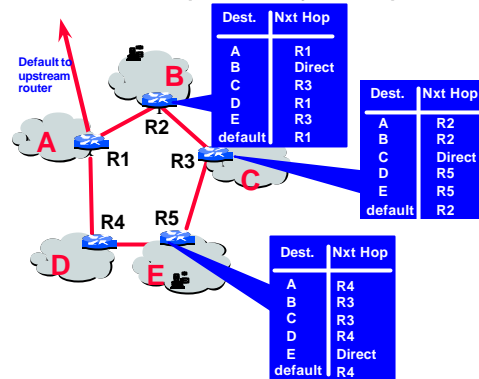 Dest. Nxt Hop
A R1
B Direct
C R3
D R1
E R3
default R1
Default to
upstream
router
B
R2
Dest. Nxt Hop
A R2
B R2
C Direct
D R5
E R5
default R2
A
R1
R3
C
R4
R5
D
E
Dest. Nxt Hop
A R4
B R3
C R3
D R4
E Direct
default R4